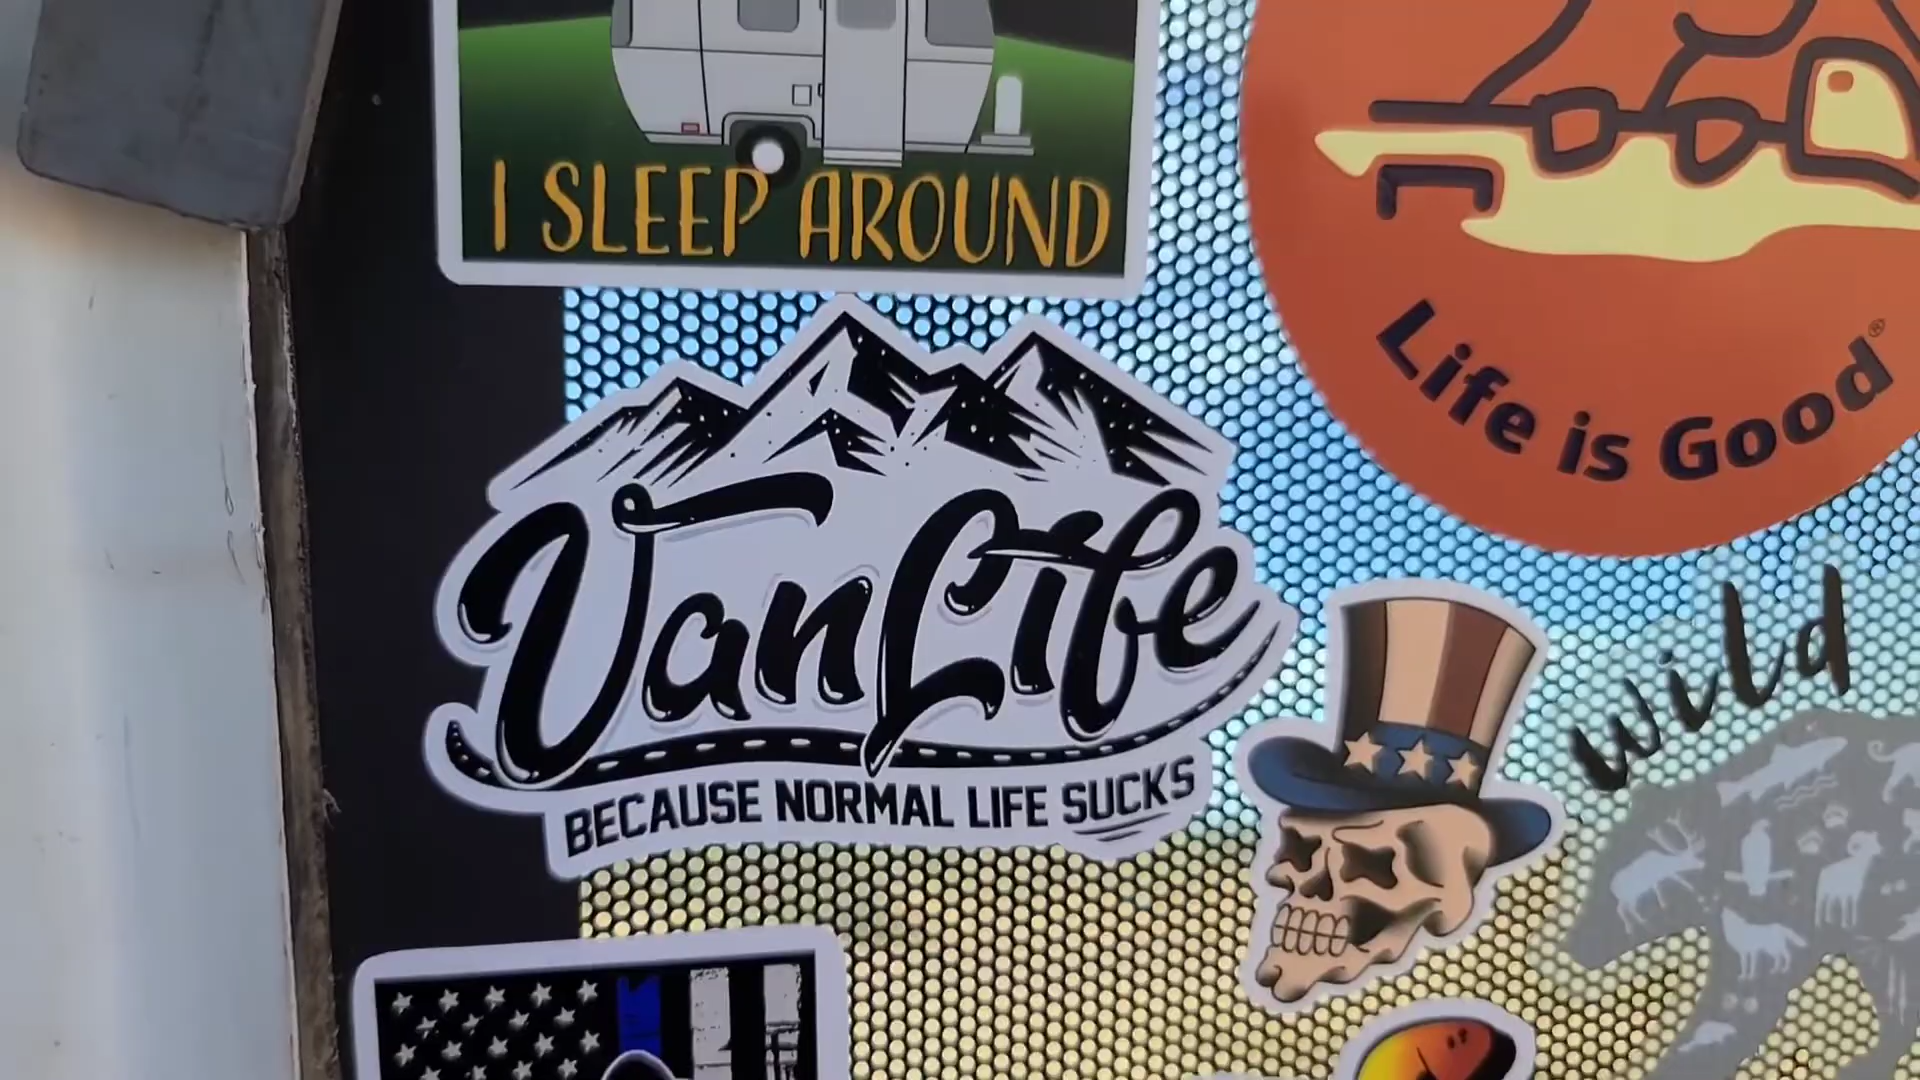 I SLEEP AROUND
Life is Good®
VanLife
BECAUSE NORMAL LIFE SUCKS
wild